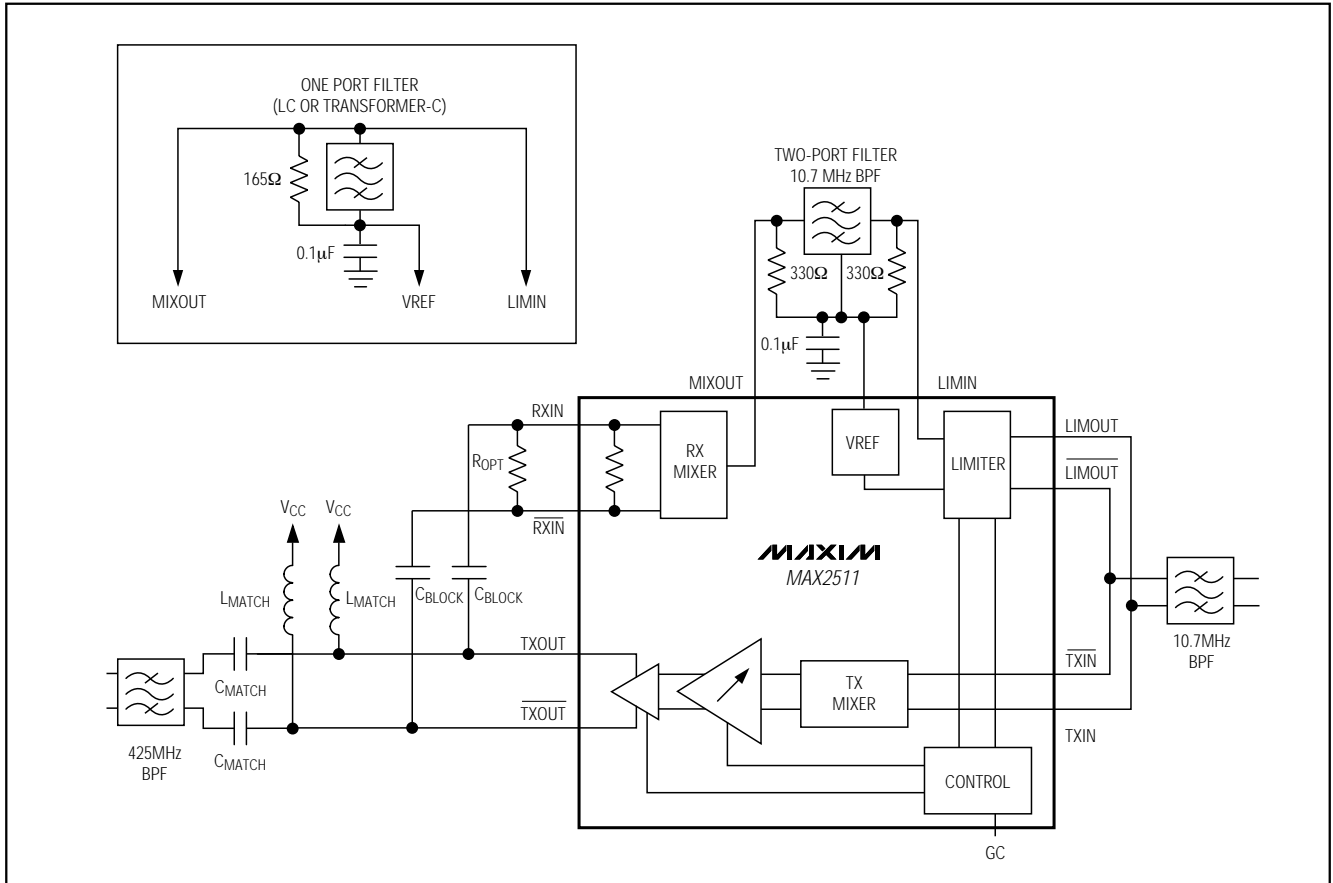 ONE PORT FILTER
(LC OR TRANSFORMER-C)
165Ω
0.1μF
MIXOUT
VREF
LIMIN
TWO-PORT FILTER
10.7 MHz BPF
330Ω
330Ω
0.1μF
MIXOUT
LIMIN
RXIN
ROPT
RXIN
RX
MIXER
VREF
LIMITER
LIMOUT
LIMOUT
VCC
VCC
LMATCH
LMATCH
CBLOCK
CBLOCK
MAXIM
MAX2511
CMATCH
CMATCH
425MHz
BPF
TXOUT
TXOUT
TX
MIXER
TXIN
TXIN
10.7MHz
BPF
CONTROL
GC